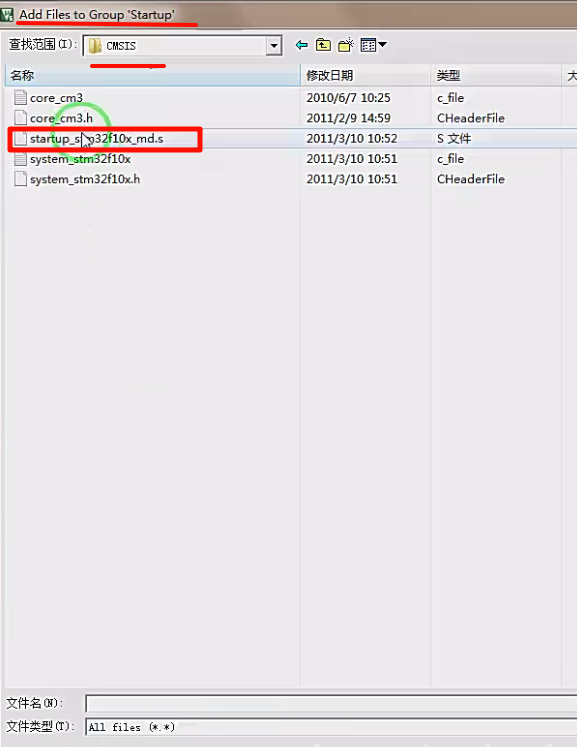 Add Files to Group 'Startup'
查找范围(I): CMSIS
名称 修改日期 类型 大
core_cm3 2010/6/7 10:25 c_file
core_cm3.h 2011/2/9 14:59 CHeaderFile
startup_stm32f10x_md.s 2011/3/10 10:52 S 文件
system_stm32f10x 2011/3/10 10:51 c_file
system_stm32f10x.h 2011/3/10 10:51 CHeaderFile
文件名(N):
文件类型(T): All files (*.*)